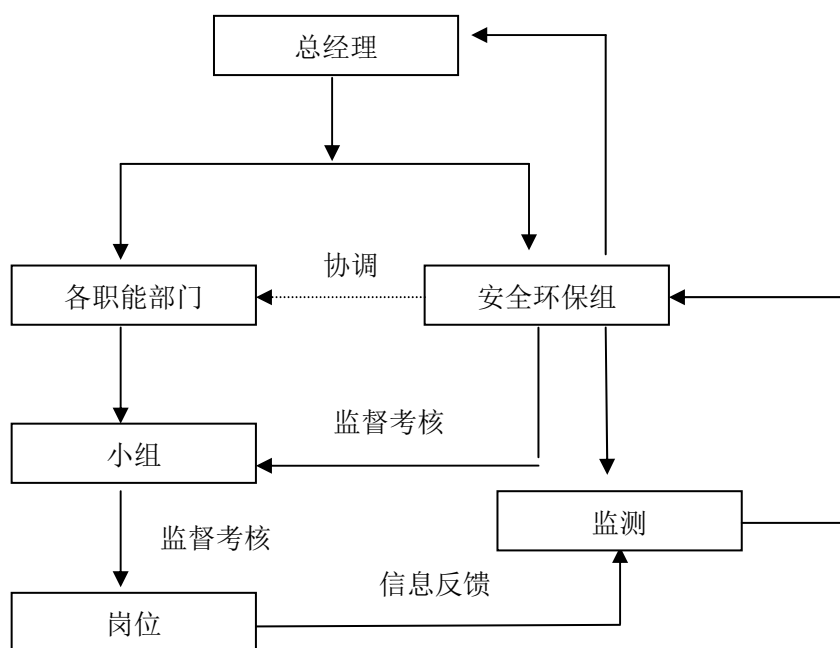 总经理
协调
各职能部门
安全环保组
监督考核
小组
监测
监督考核
信息反馈
岗位